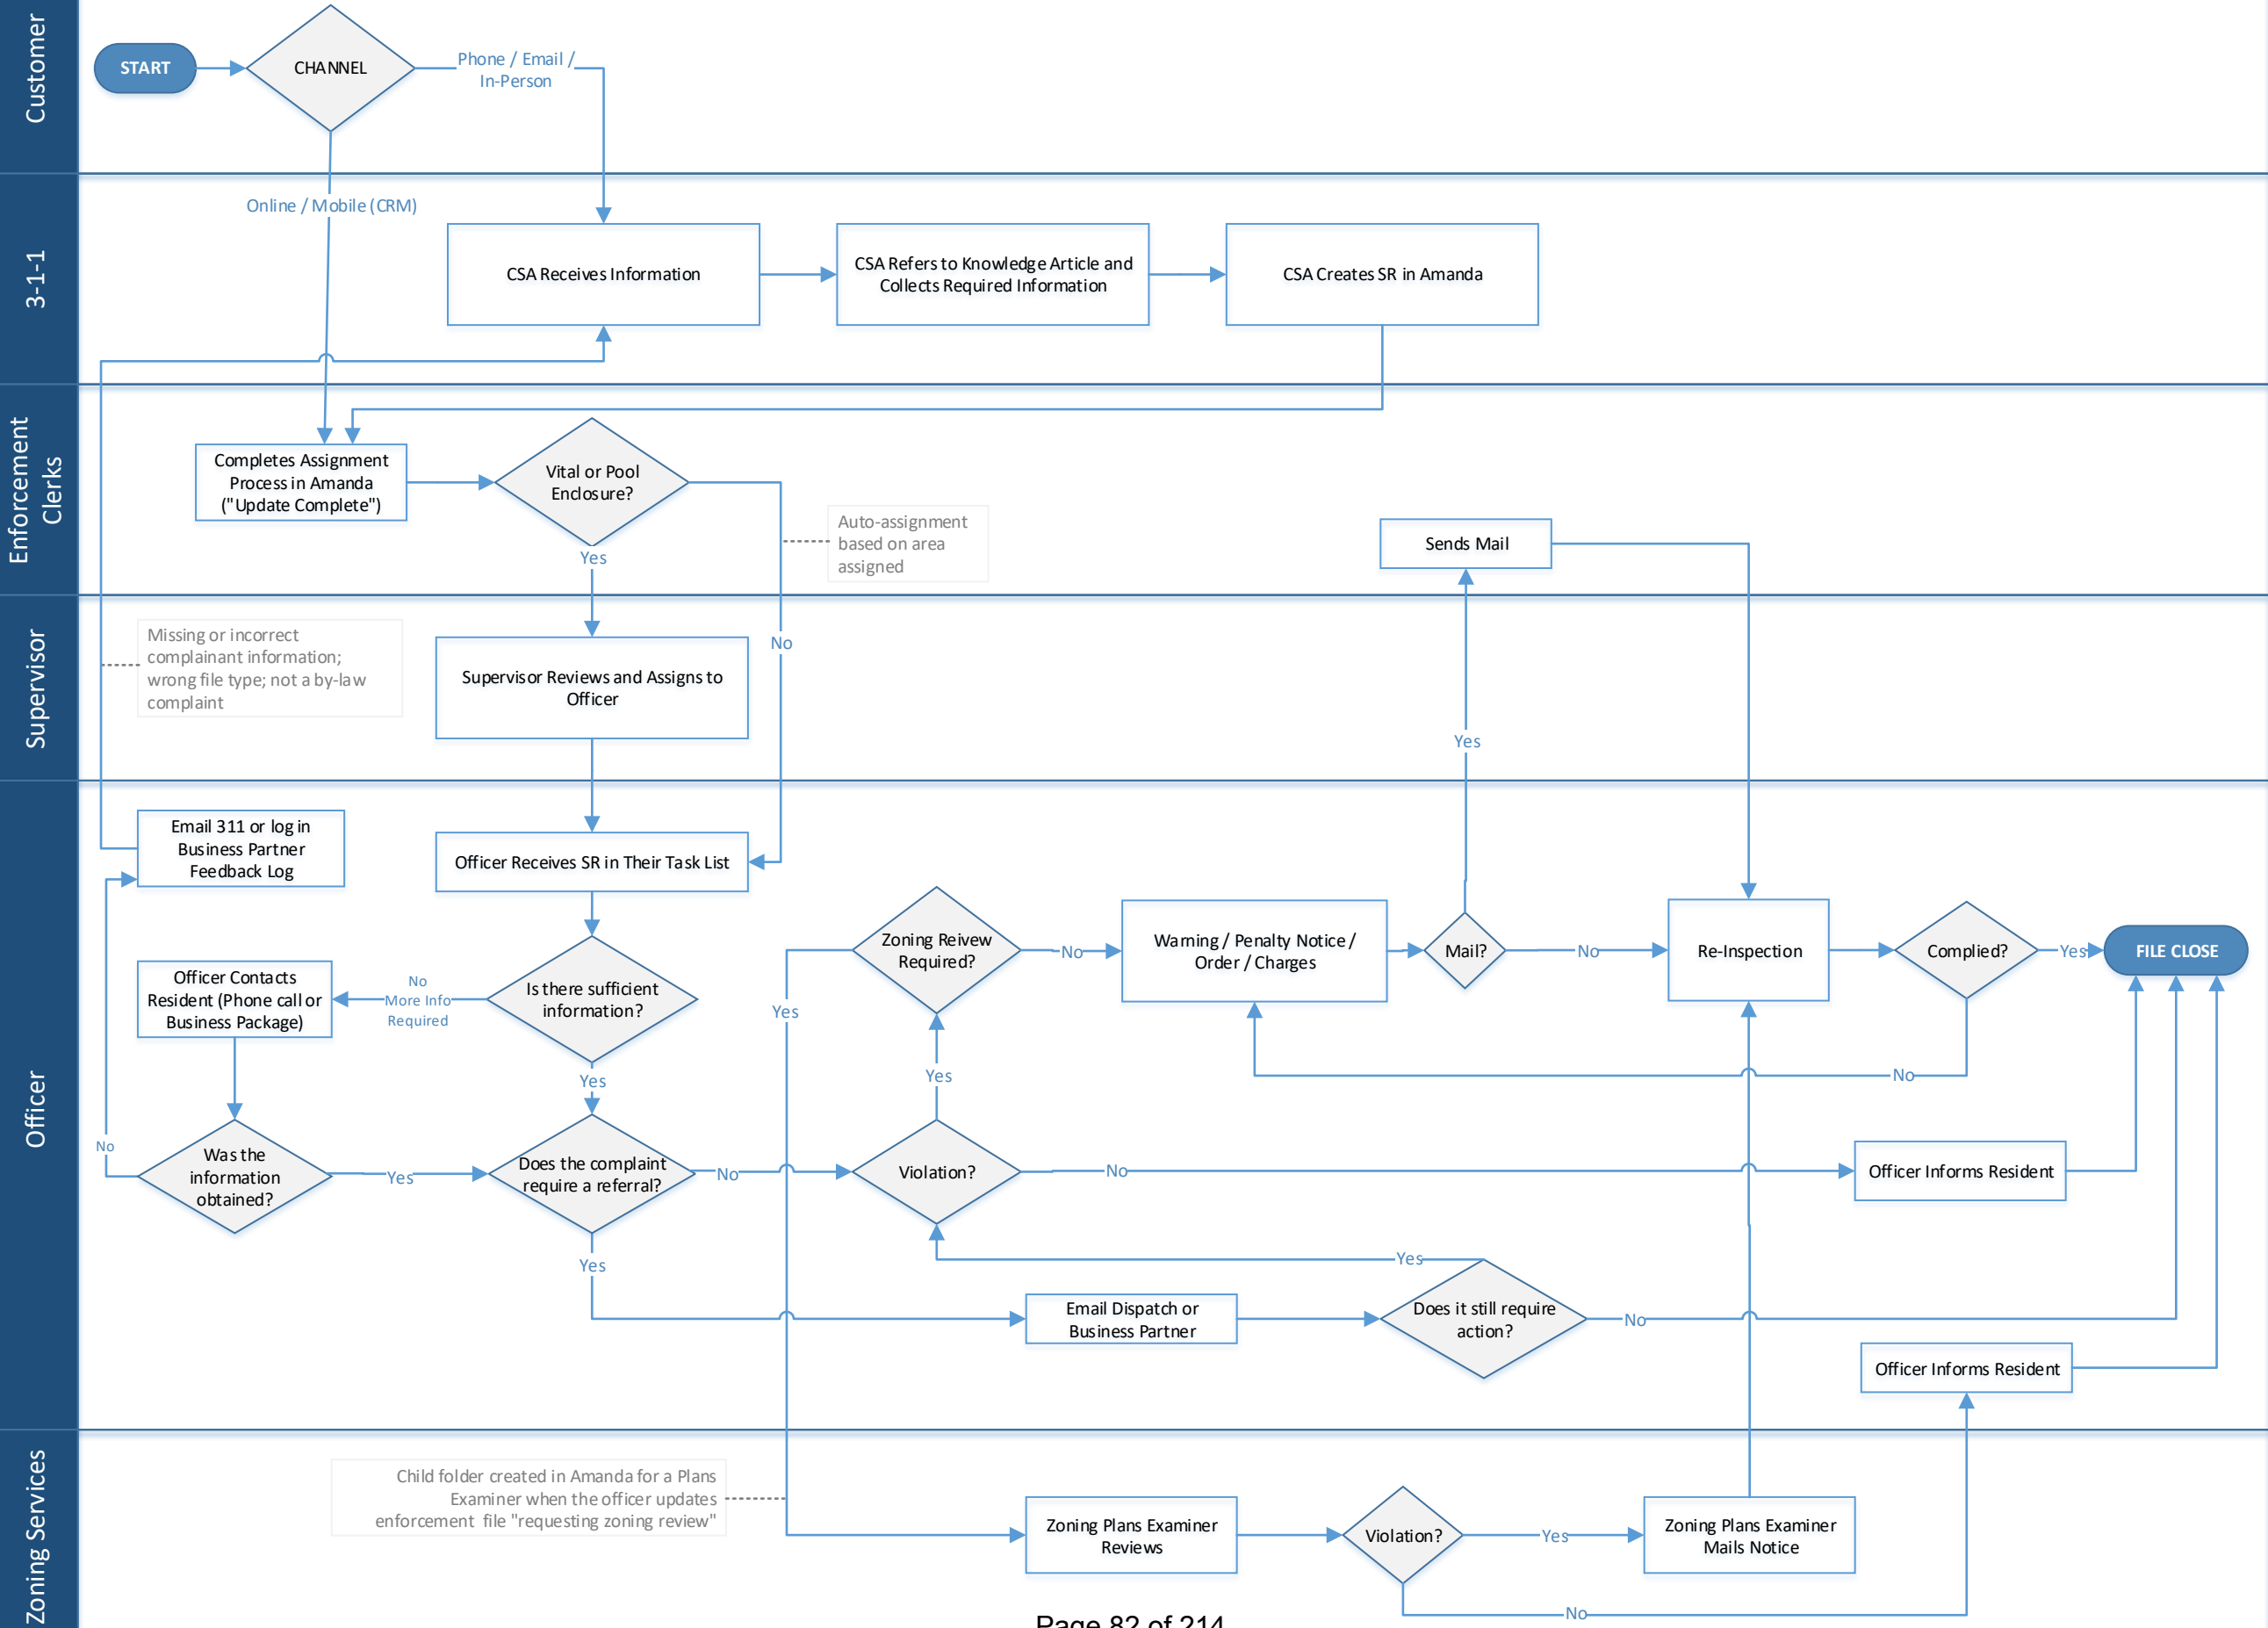 Customer
START
CHANNEL
Phone / Email /
In-Person
3-1-1
Online / Mobile (CRM)
CSA Receives Information
CSA Refers to Knowledge Article and
Collects Required Information
CSA Creates SR in Amanda
Enforcement
Clerks
Completes Assignment
Process in Amanda
("Update Complete")
Vital or Pool
Enclosure?
Yes
Auto-assignment
based on area
assigned
Sends Mail
Supervisor
Missing or incorrect
complainant information;
wrong file type; not a by-law
complaint
Supervisor Reviews and Assigns to
Officer
No
Yes
Officer
Email 311 or log in
Business Partner
Feedback Log
Officer Receives SR in Their Task List
Officer Contacts
Resident (Phone call or
Business Package)
No
More Info
Required
Is there sufficient
information?
Yes
Zoning Reivew
Required?
No
Yes
Warning / Penalty Notice /
Order / Charges
Mail?
No
Re-Inspection
Complied?
Yes
FILE CLOSE
No
Yes
No
Was the
information
obtained?
Yes
Does the complaint
require a referral?
No
Violation?
No
Officer Informs Resident
Yes
Yes
Email Dispatch or
Business Partner
Does it still require
action?
No
Officer Informs Resident
Zoning Services
Child folder created in Amanda for a Plans
Examiner when the officer updates
enforcement file "requesting zoning review"
Zoning Plans Examiner
Reviews
Violation?
Yes
Zoning Plans Examiner
Mails Notice
No
Page 82 of 214